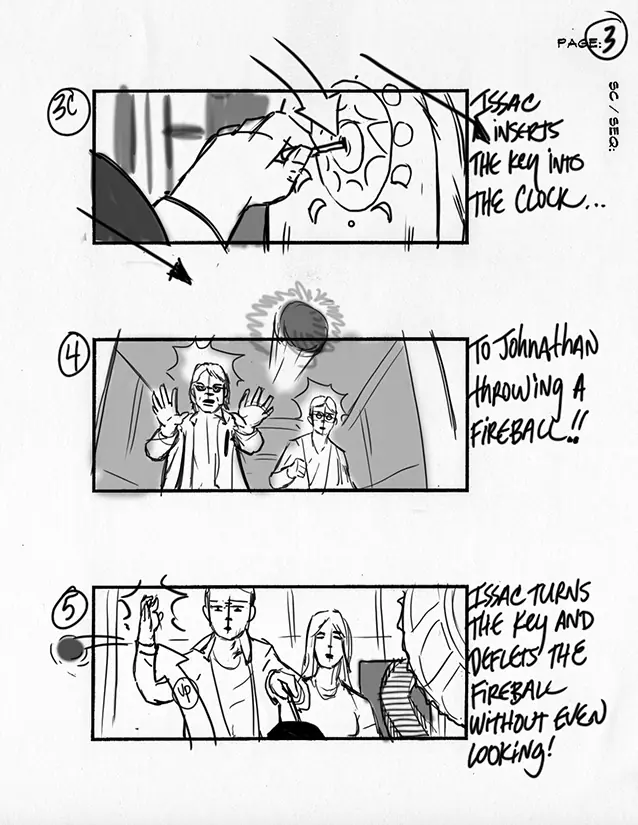 PAGE: 3
SC / SEQ:
3C
ISSAC
INSERTS
THE KEY INTO
THE CLOCK...
4
TO JOHNATHAN
THROWING A
FIREBALL!!
5
UP
ISSAC TURNS
THE KEY AND
DEFLETS THE
FIREBALL
WITHOUT EVEN
LOOKING!